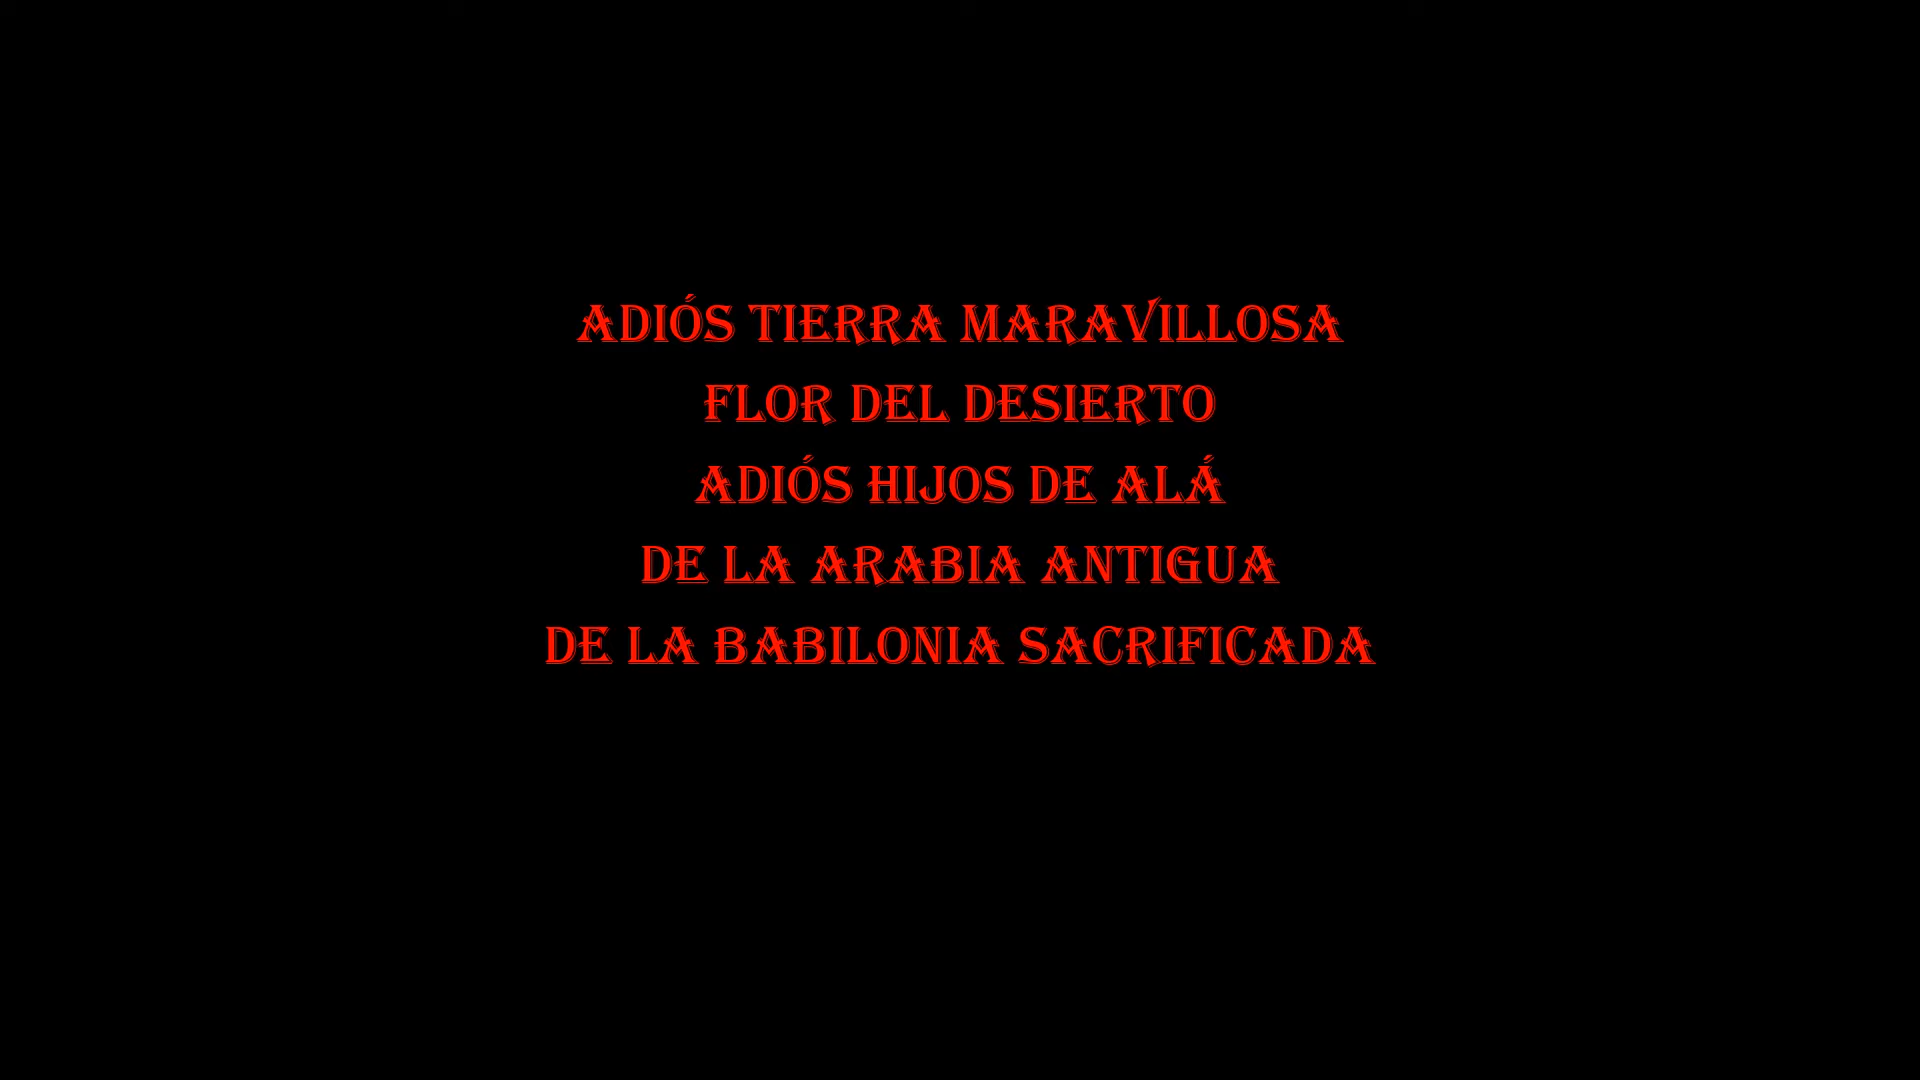 ADIÓS TIERRA MARAVILLOSA
FLOR DEL DESIERTO
ADIÓS HIJOS DE ALÁ
DE LA ARABIA ANTIGUA
DE LA BABILONIA SACRIFICADA